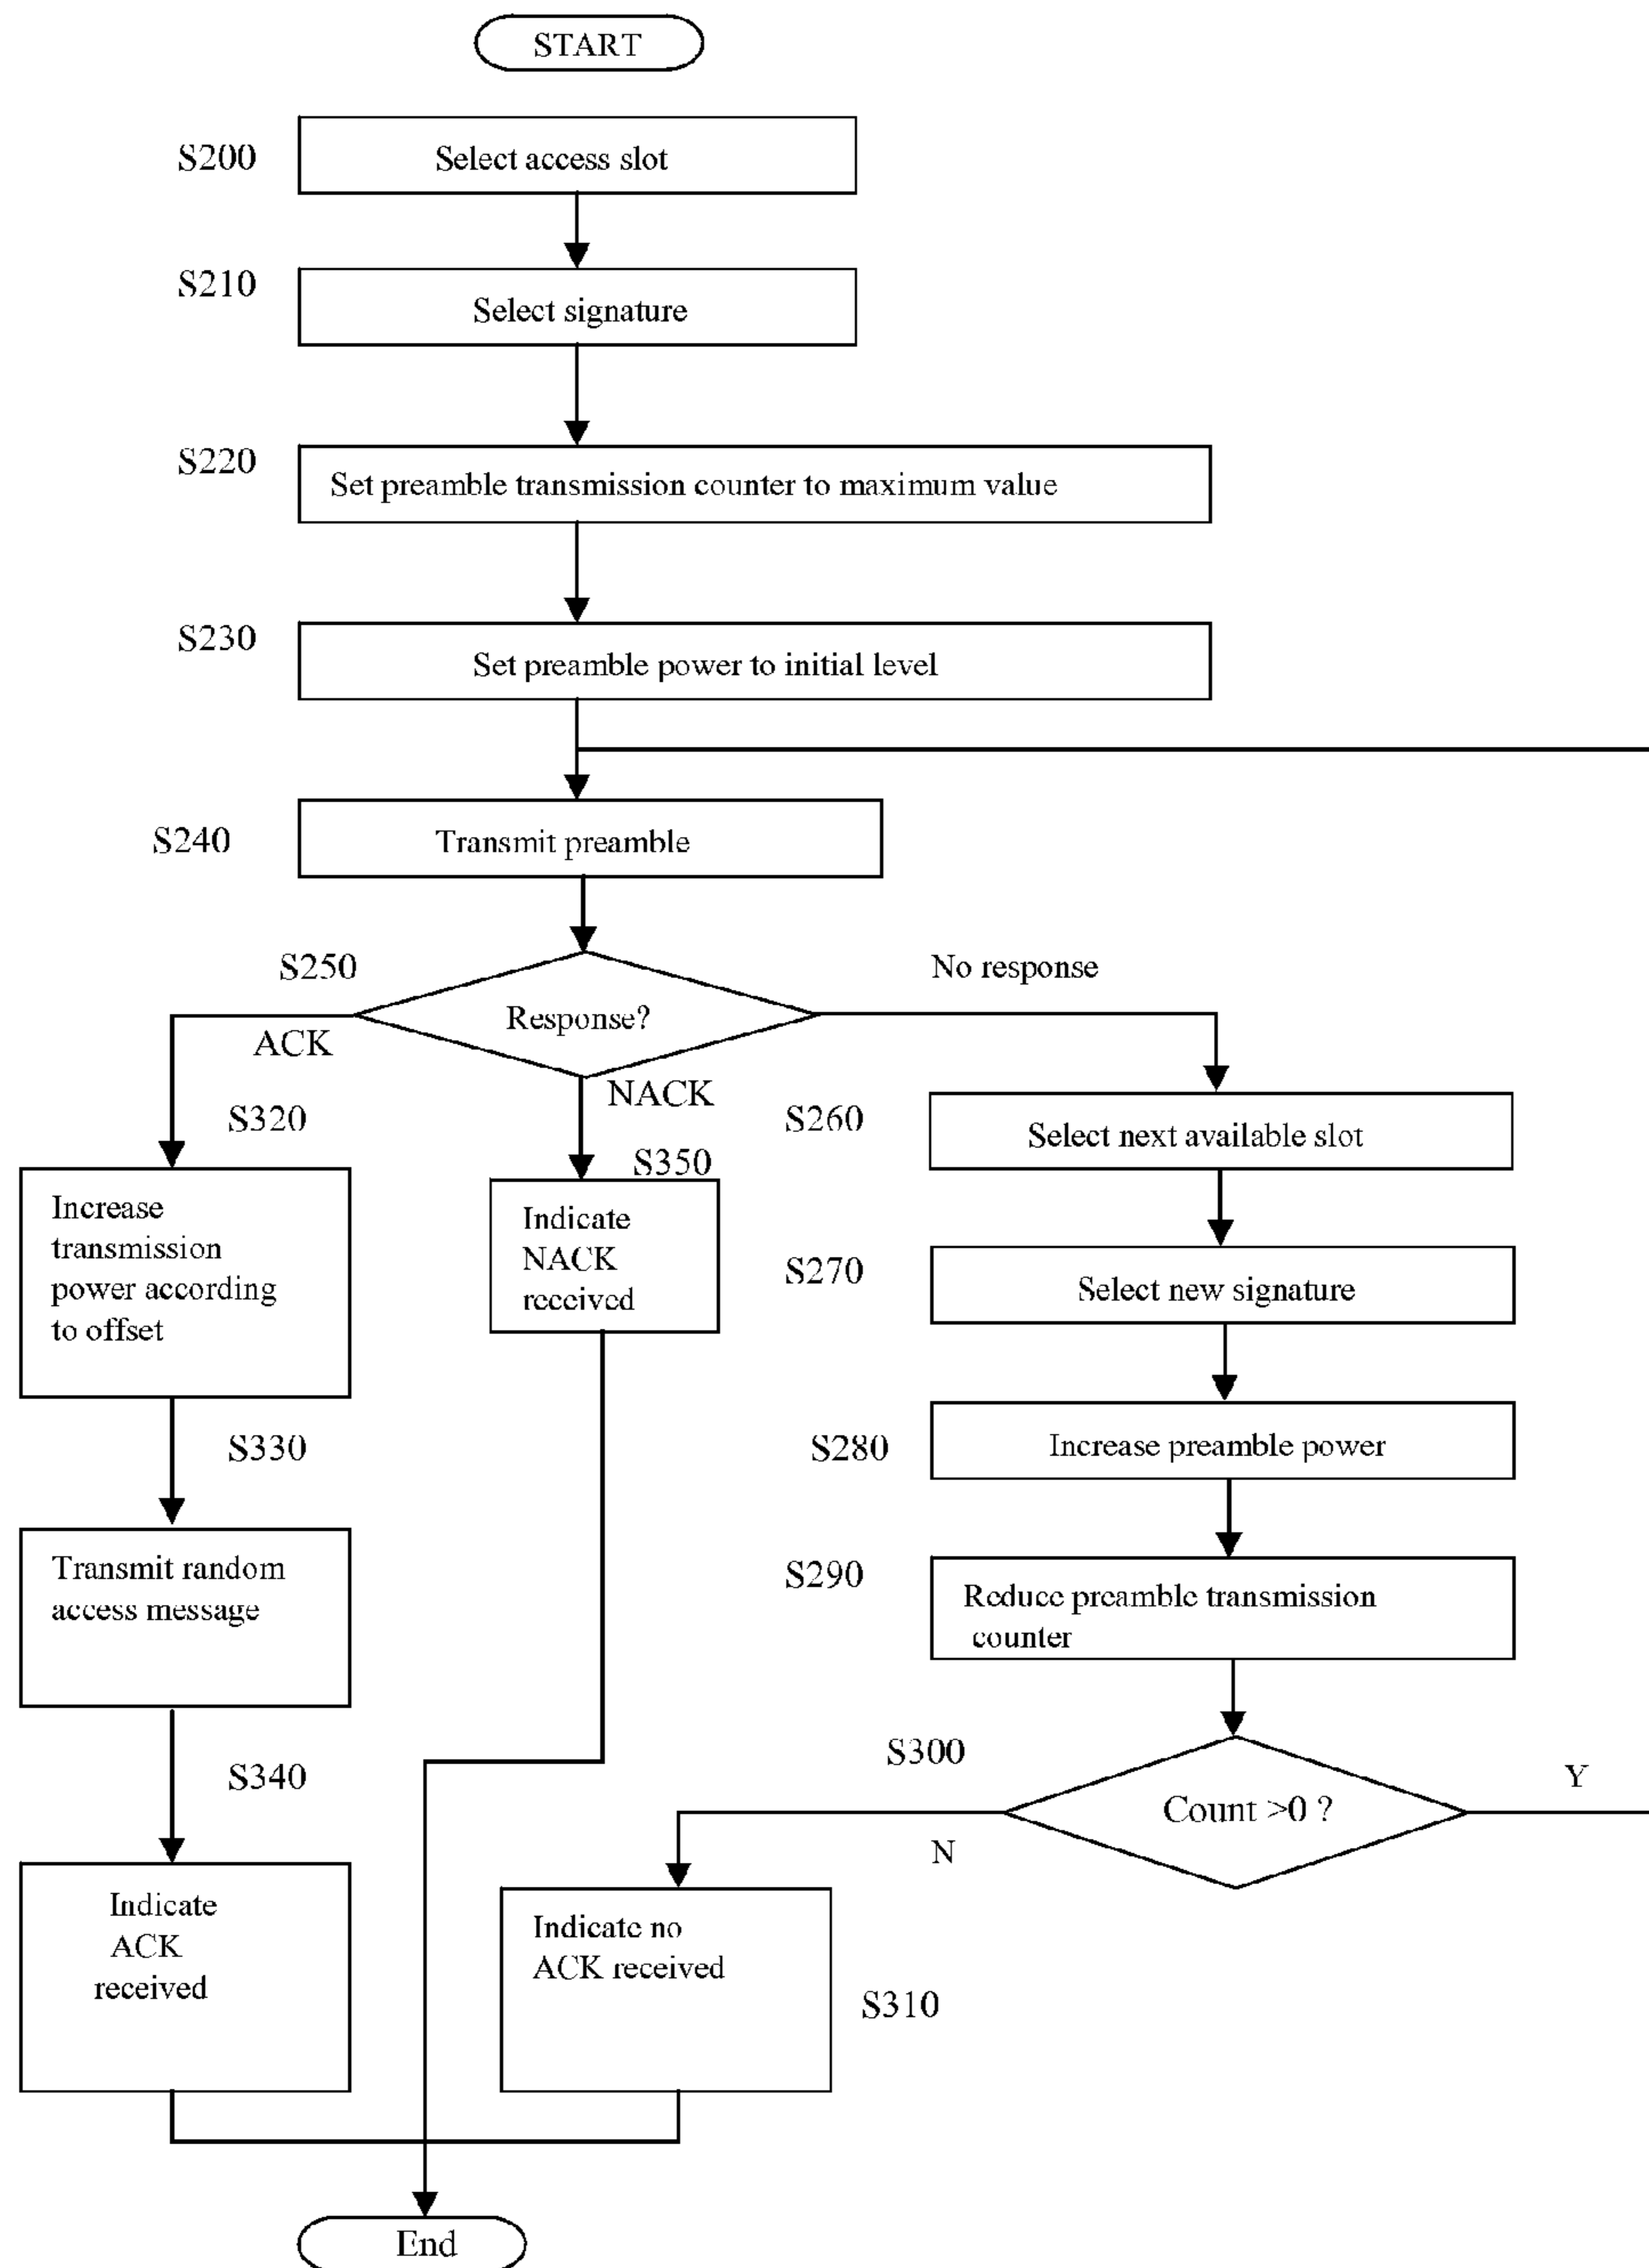 START
S200
Select access slot
S210
Select signature
S220
Set preamble transmission counter to maximum value
S230
Set preamble power to initial level
S240
Transmit preamble
S250
Response?
No response
ACK
NACK
S320
Increase
transmission
power according
to offset
S350
Indicate
NACK
received
S260
Select next available slot
S270
Select new signature
S280
Increase preamble power
S290
Reduce preamble transmission
counter
S300
Count >0 ?
Y
N
S330
Transmit random
access message
S340
Indicate
ACK
received
Indicate no
ACK received
S310
End